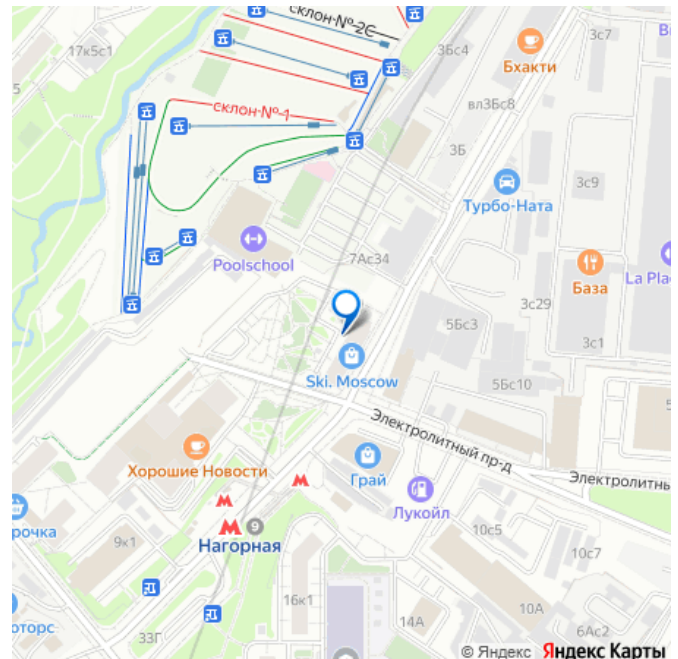 склон № 2С
17к5с1
3Бс4
3с7
Бхакти
вл3Бс8
склон № 1
3Б
3с9
Турбо-Ната
Poolschool
7Ас34
База
La Pla
3с29
5Бс3
3с1
Ski. Moscow
5Бс10
Электролитный пр-д
Хорошие Новости
Грай
Электролитны
Лукойл
рочка
9к1
9
Нагорная
10с5
10с7
16к1
14А
10А
оторс
33Г
6Ас2
© Яндекс Яндекс Карты